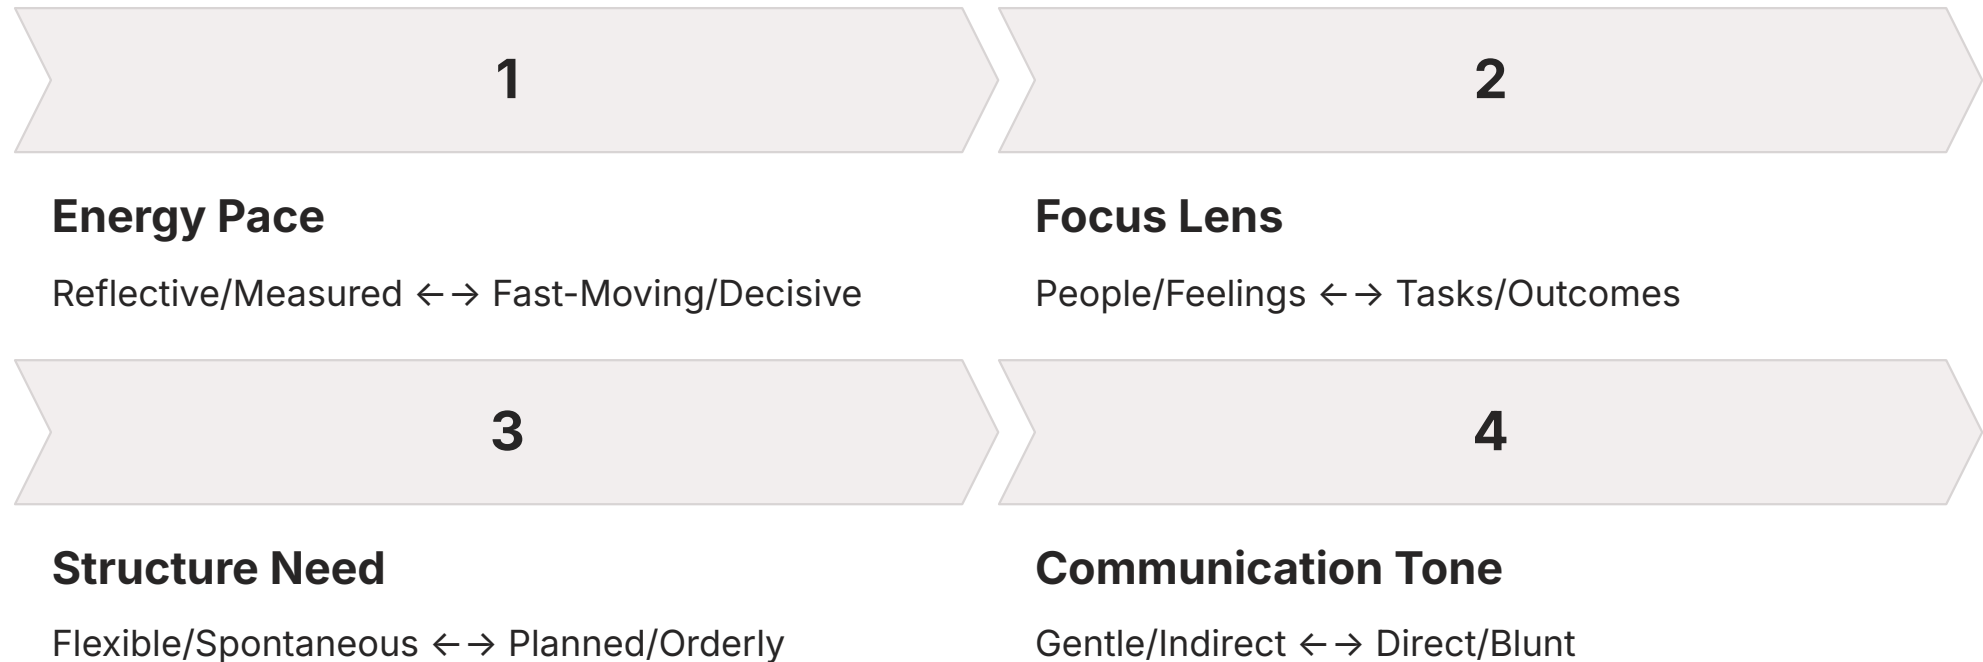 1
2
Energy Pace
Reflective/Measured ←→ Fast-Moving/Decisive
Focus Lens
People/Feelings ←→ Tasks/Outcomes
3
4
Structure Need
Flexible/Spontaneous ←→ Planned/Orderly
Communication Tone
Gentle/Indirect ←→ Direct/Blunt